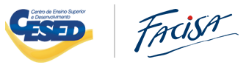 Centro de Ensino Superior
e Desenvolvimento
CESED
FACISA